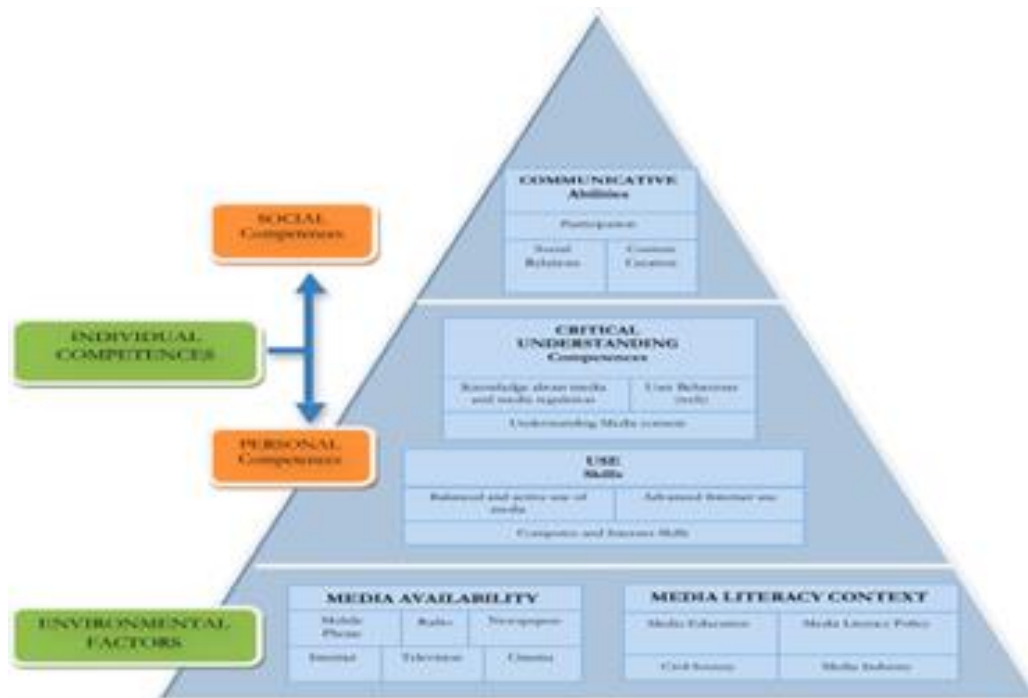 COMMUNICATIVE
Abilities
Participation
Social
Relations
Content
Creation
SOCIAL
Competences
INDIVIDUAL
COMPETENCES
CRITICAL
UNDERSTANDING
Competences
Knowledge about media
and media regulation
User Behaviour
Understanding Media content
PERSONAL
Competences
USE
Skills
Balanced and active use of
media
Advanced Internet use
Computer and Internet Skills
ENVIRONMENTAL
FACTORS
MEDIA AVAILABILITY
Mobile
Phone
Radio
Newspapers
Internet
Television
Cinema
MEDIA LITERACY CONTEXT
Media Education
Media Literacy Policy
Civil Society
Media Industry